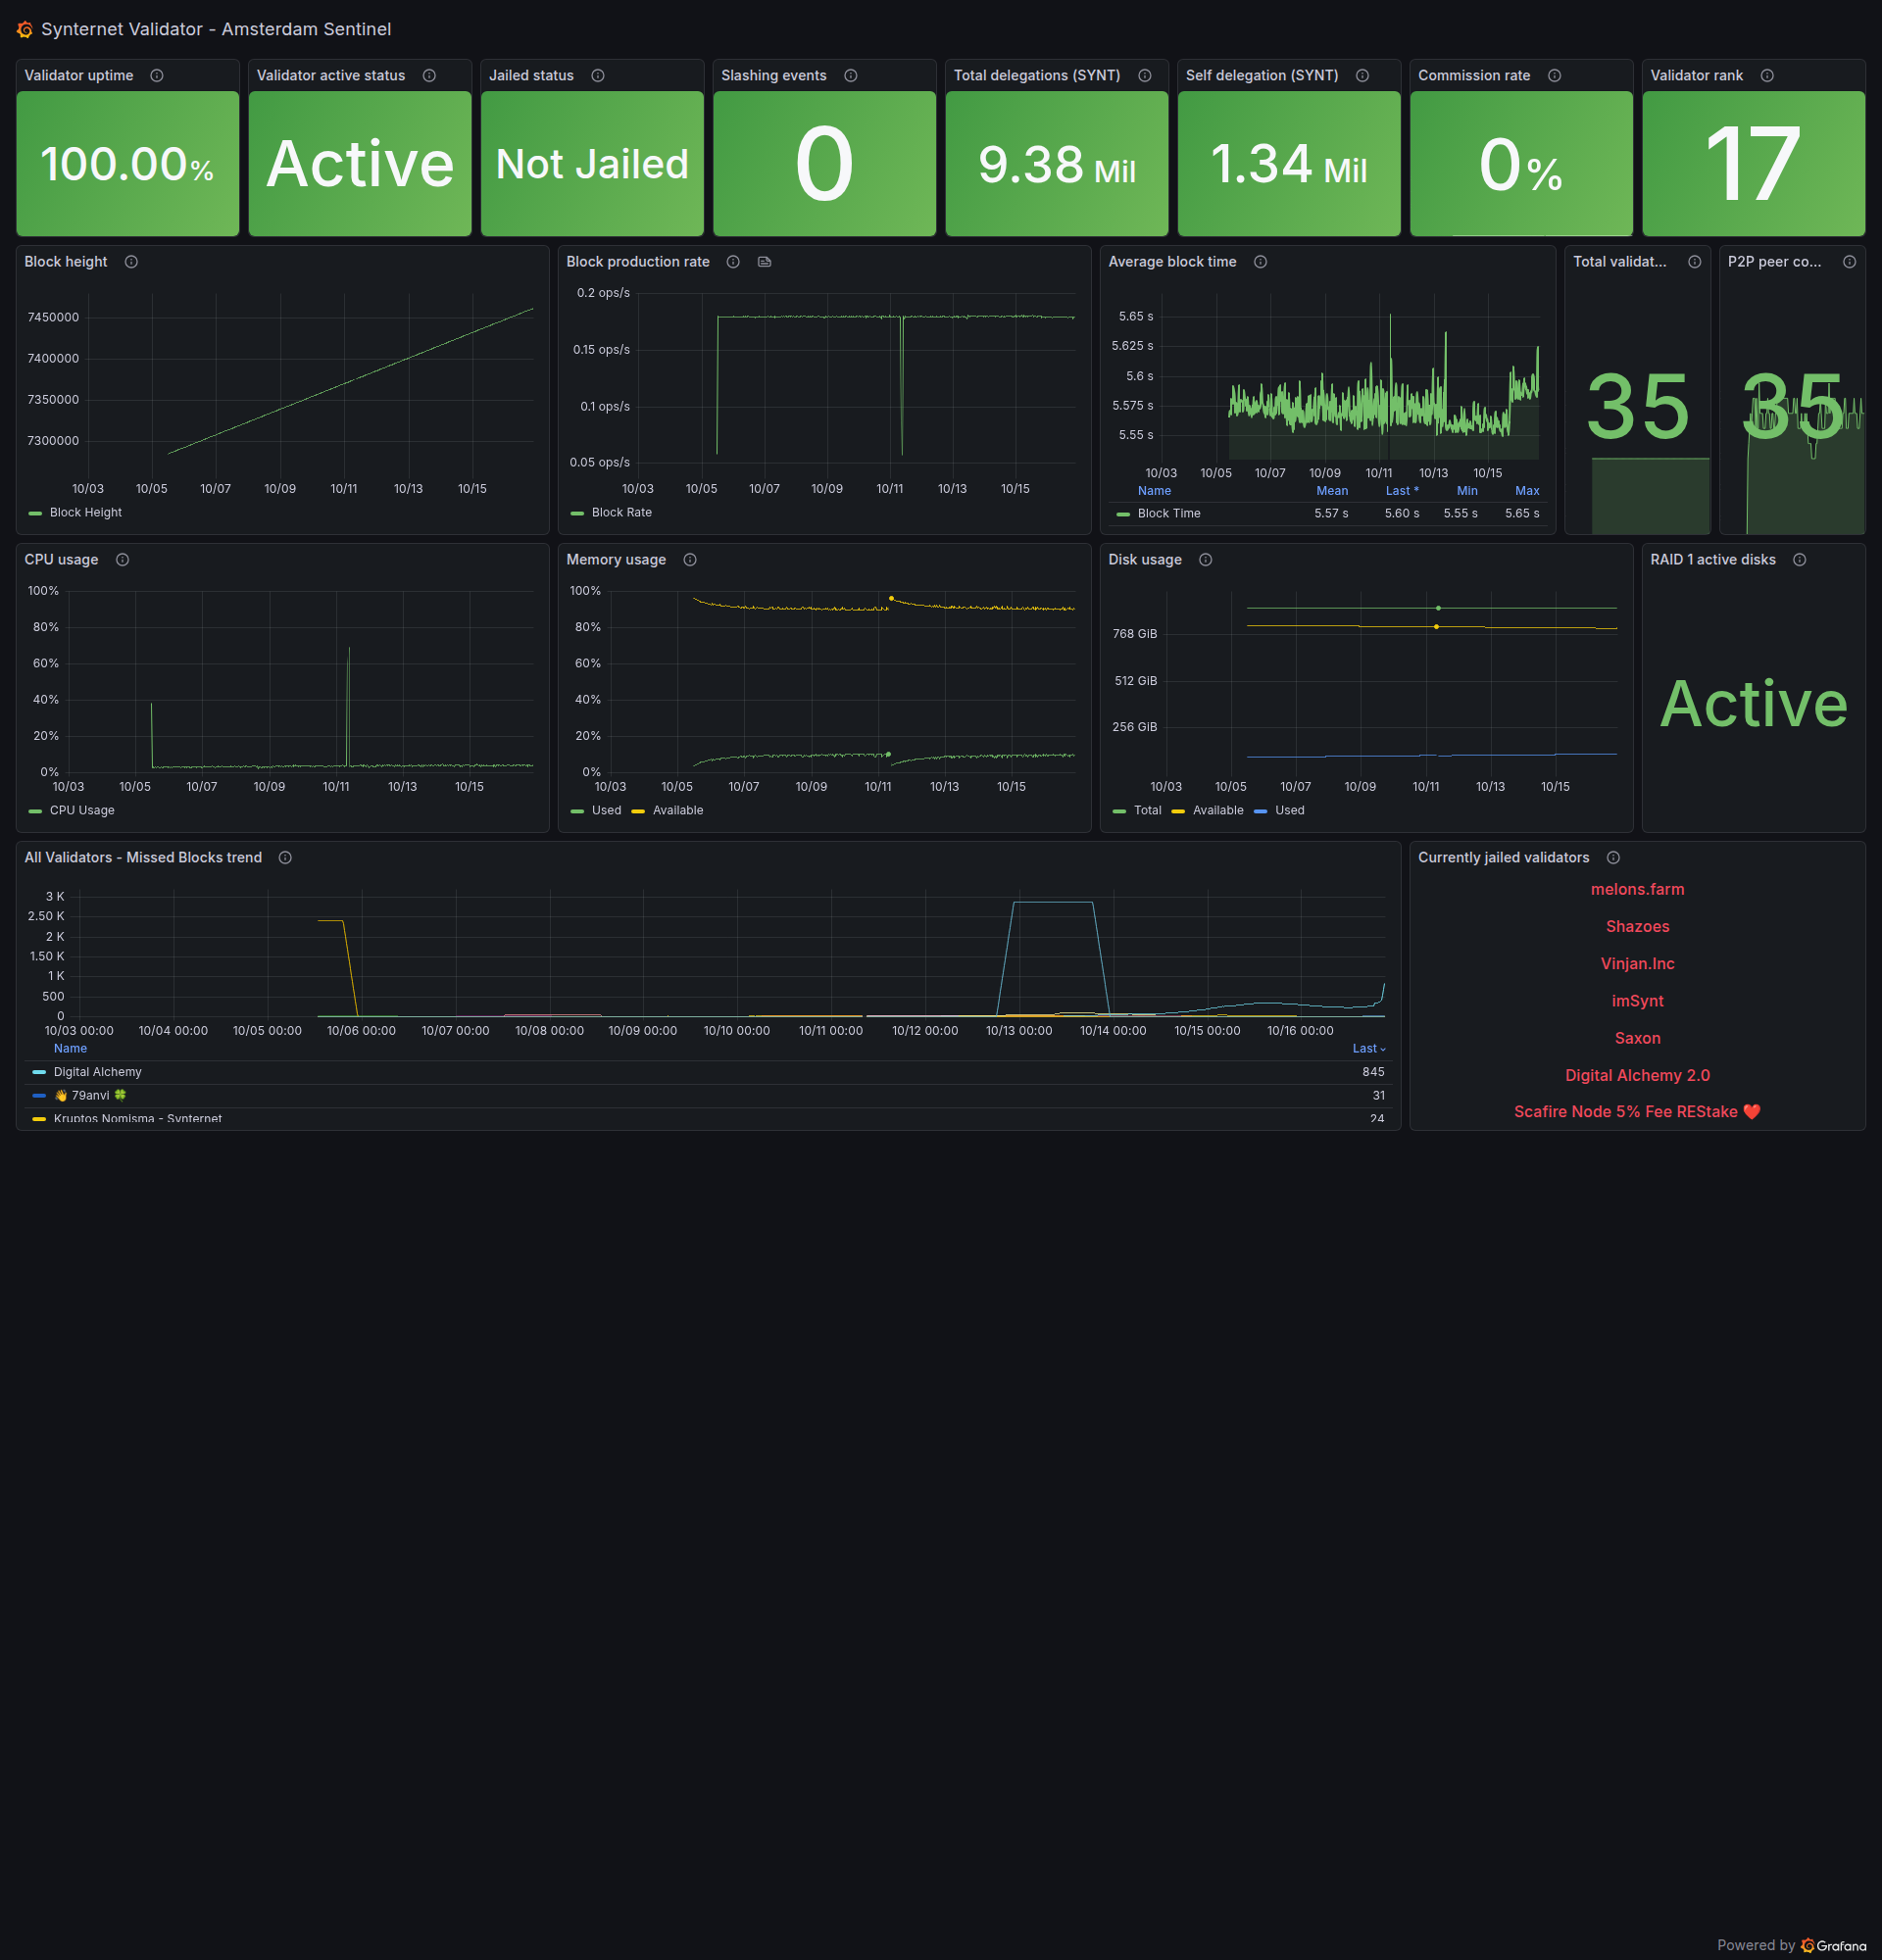 Synternet Validator - Amsterdam Sentinel
Validator uptime
100.00%
Validator active status
Active
Jailed status
Not Jailed
Slashing events
0
Total delegations (SYNT)
9.38 Mil
Self delegation (SYNT)
1.34 Mil
Commission rate
0%
Validator rank
17
Block height
7450000
7400000
7350000
7300000
10/03 10/05 10/07 10/09 10/11 10/13 10/15
Block Height
Block production rate
0.2 ops/s
0.15 ops/s
0.1 ops/s
0.05 ops/s
10/03 10/05 10/07 10/09 10/11 10/13 10/15
Block Rate
Average block time
5.65 s
5.625 s
5.6 s
5.575 s
5.55 s
10/03 10/05 10/07 10/09 10/11 10/13 10/15
Name Mean Last * Min Max
Block TIme 5.57 s 5.60 s 5.55 s 5.65 s
Total validat...
35
P2P peer co...
35
CPU usage
100%
80%
60%
40%
20%
0%
10/03 10/05 10/07 10/09 10/11 10/13 10/15
CPU Usage
Memory usage
100%
80%
60%
40%
20%
0%
10/03 10/05 10/07 10/09 10/11 10/13 10/15
Used Available
Disk usage
768 GiB
512 GiB
256 GiB
10/03 10/05 10/07 10/09 10/11 10/13 10/15
Total Available Used
RAID 1 active disks
Active
All Validators - Missed Blocks trend
3 K
2.50 K
2 K
1.50 K
1 K
500
0
10/03 00:00 10/04 00:00 10/05 00:00 10/06 00:00 10/07 00:00 10/08 00:00 10/09 00:00 10/10 00:00 10/11 00:00 10/12 00:00 10/13 00:00 10/14 00:00 10/15 00:00 10/16 00:00
Name Last
Digital Alchemy 845
👋 79anvi 🍀 31
Kruptos Nomisma - Synternet 24
Currently jailed validators
melons.farm
Shazoes
Vinjan.Inc
imSynt
Saxon
Digital Alchemy 2.0
Scafire Node 5% Fee REStake ❤️
Powered by Grafana